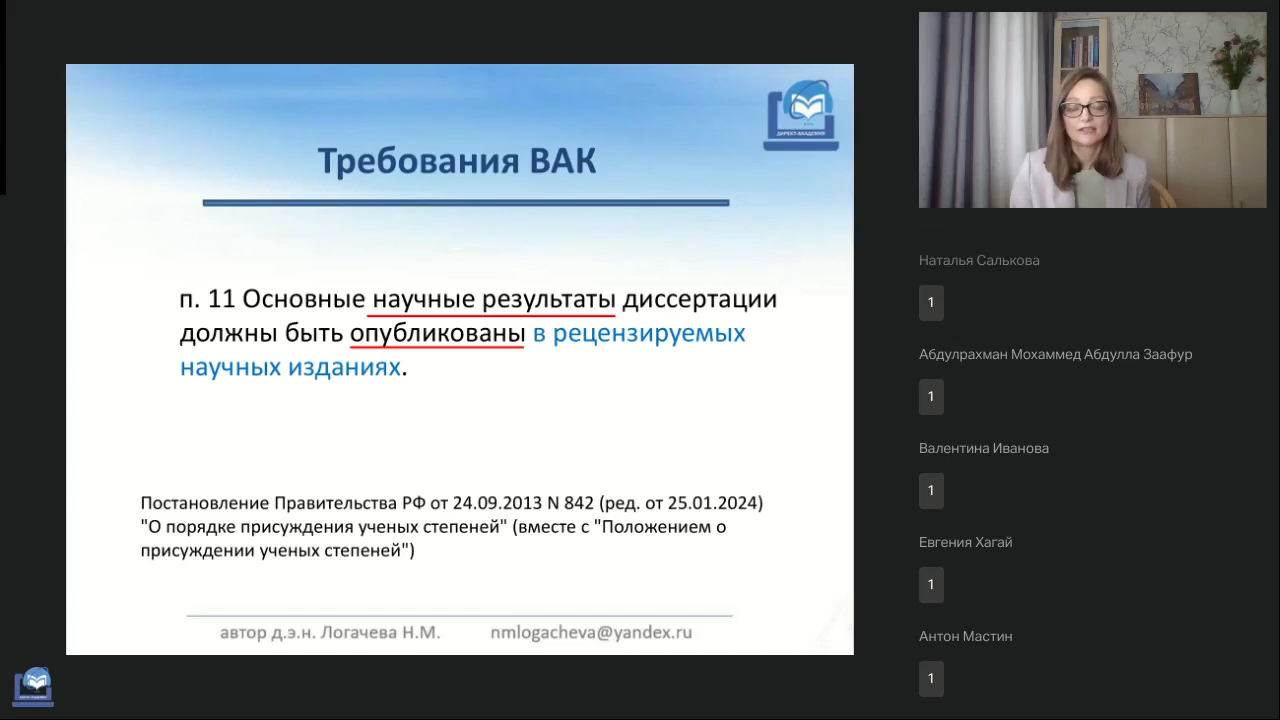 ДИРЕКТ-АКАДЕМИЯ
Требования ВАК
п. 11 Основные научные результаты диссертации
должны быть опубликованы в рецензируемых
научных изданиях.
Постановление Правительства РФ от 24.09.2013 N 842 (ред. от 25.01.2024)
"О порядке присуждения ученых степеней" (вместе с "Положением о
присуждении ученых степеней")
автор д.э.н. Логачева Н.М. nmlogacheva@yandex.ru
Наталья Салькова
1
Абдулрахман Мохаммед Абдулла Заафур
1
Валентина Иванова
1
Евгения Хагай
1
Антон Мастин
1